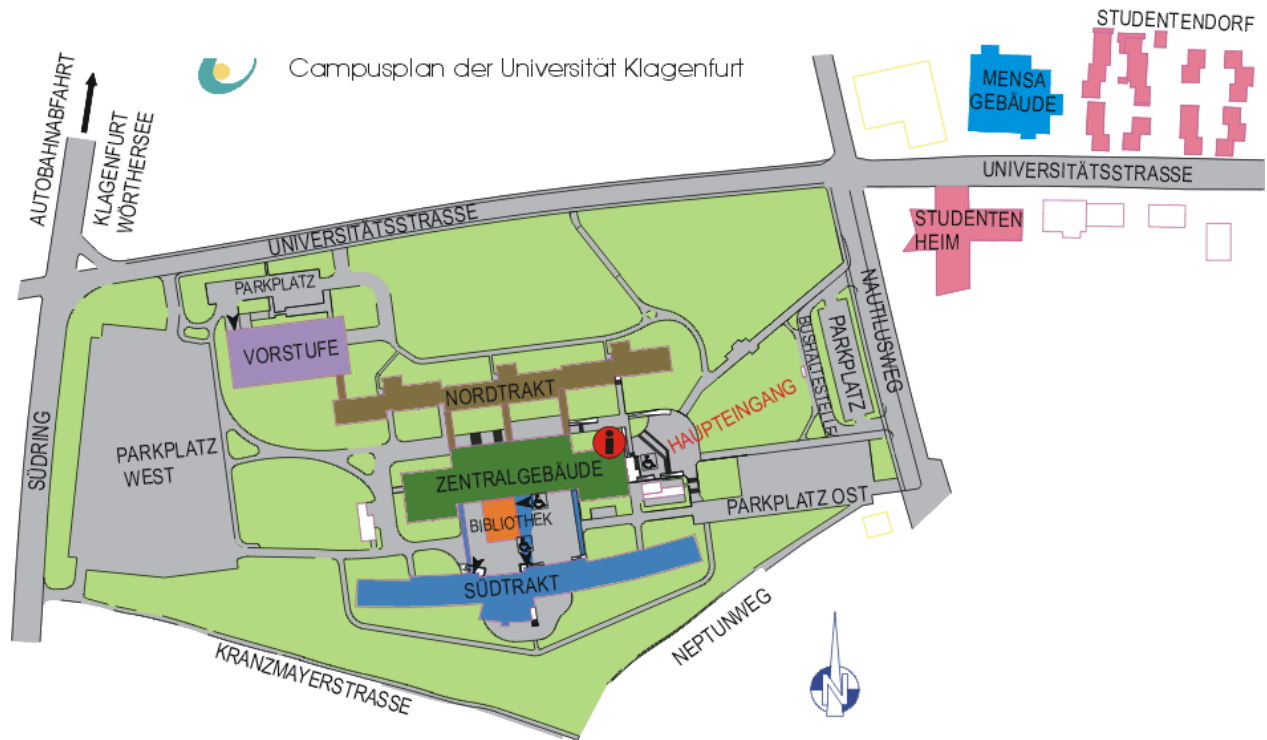 Campusplan der Universität Klagenfurt
STUDENTENDORF
MENSA
GEBÄUDE
AUTOBAHNABFAHRT
KLAGENFURT
WÖRTHERSEE
UNIVERSITÄTSSTRASSE
UNIVERSITÄTSSTRASSE
STUDENTEN
HEIM
PARKPLATZ
VORSTUFE
NORDTRAKT
BUSHALTESTELLE
PARKPLATZ
NAUTILUSWEG
HAUPTEINGANG
i
SÜDRING
PARKPLATZ
WEST
ZENTRALGEBÄUDE
PARKPLATZ OST
BIBLIOTHEK
SÜDTRAKT
NEPTUNWEG
KRANZMAYERSTRASSE
N